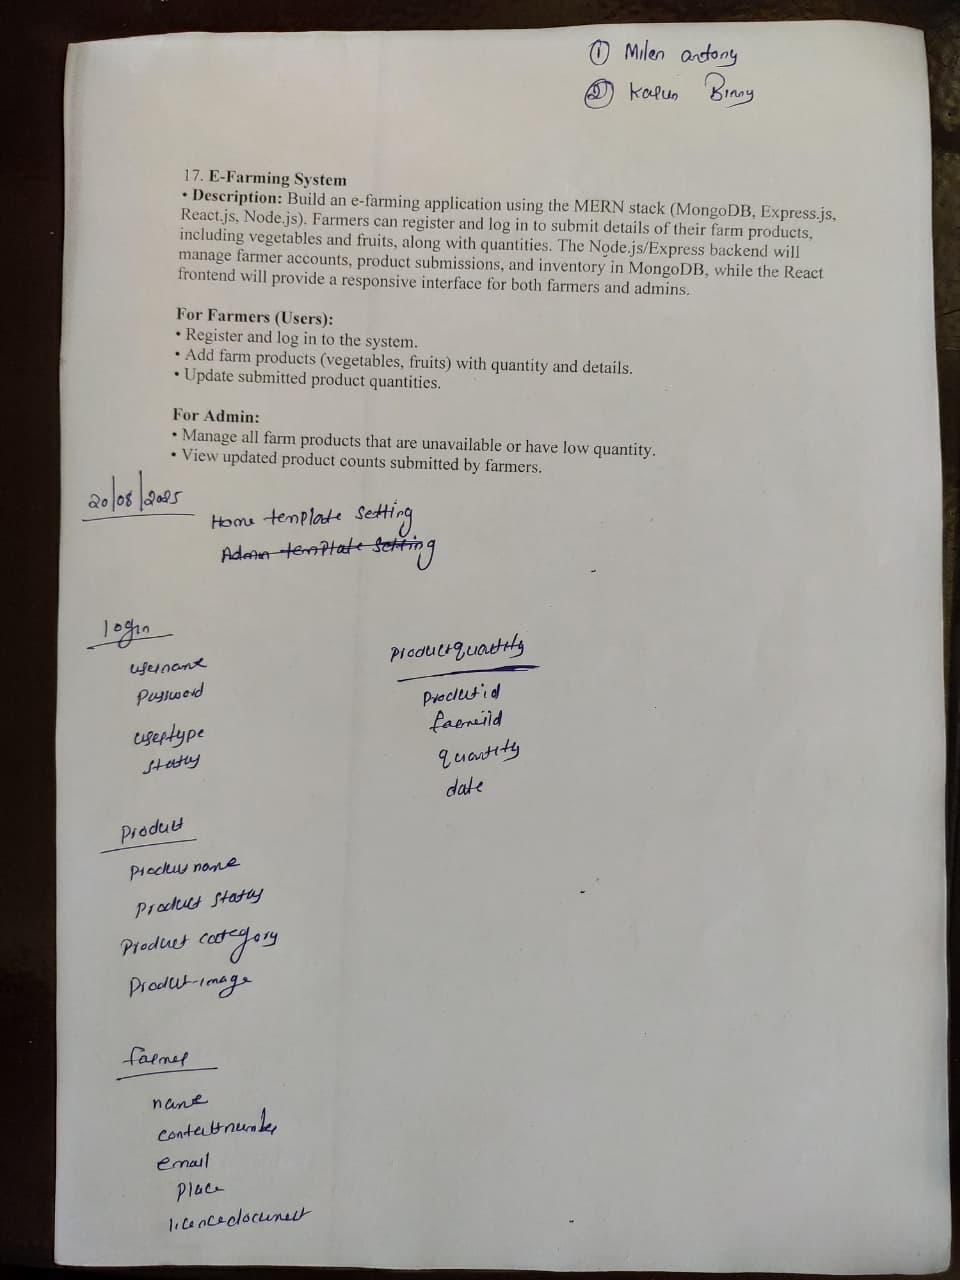 ① Milen antony
② Kapun Binny
17. E-Farming System
• Description: Build an e-farming application using the MERN stack (MongoDB, Express.js,
React.js, Node.js). Farmers can register and log in to submit details of their farm products,
including vegetables and fruits, along with quantities. The Node.js/Express backend will
manage farmer accounts, product submissions, and inventory in MongoDB, while the React
frontend will provide a responsive interface for both farmers and admins.
For Farmers (Users):
• Register and log in to the system.
• Add farm products (vegetables, fruits) with quantity and details.
• Update submitted product quantities.
For Admin:
• Manage all farm products that are unavailable or have low quantity.
• View updated product counts submitted by farmers.
20/08/2025
Home template setting
Admin template setting
login
username
password
usertype
status
product
product name
product status
product category
product-image
farmer
name
contactnumber
email
place
licencedocument
productquantity
productid
farmerid
quantity
date